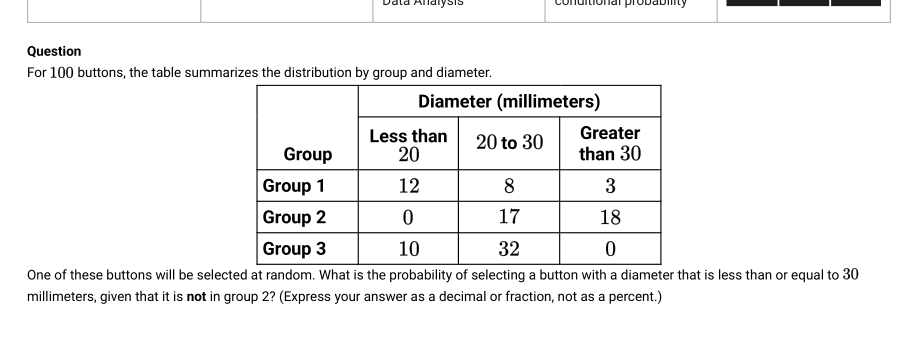 Data Analysis
conditional probability
Question
For 100 buttons, the table summarizes the distribution by group and diameter.
Diameter (millimeters)
Group
Less than 20
20 to 30
Greater than 30
Group 1 12 8 3
Group 2 0 17 18
Group 3 10 32 0
One of these buttons will be selected at random. What is the probability of selecting a button with a diameter that is less than or equal to 30
millimeters, given that it is not in group 2? (Express your answer as a decimal or fraction, not as a percent.)